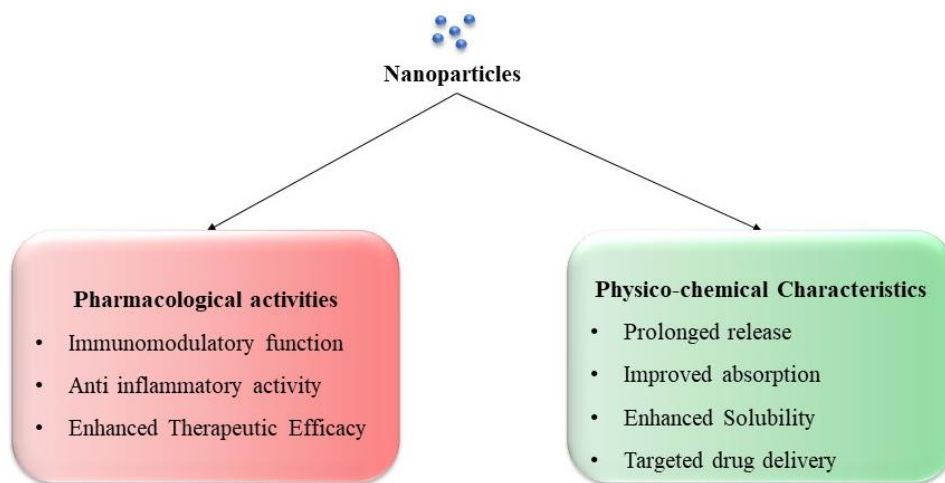 Nanoparticles
Pharmacological activities
• Immunomodulatory function
• Anti inflammatory activity
• Enhanced Therapeutic Efficacy
Physico-chemical Characteristics
• Prolonged release
• Improved absorption
• Enhanced Solubility
• Targeted drug delivery